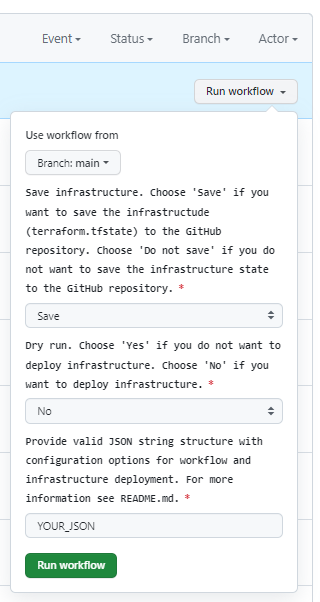 Event Status Branch Actor
Run workflow
Use workflow from
Branch: main
Save infrastructure. Choose 'Save' if you
want to save the infrastructude
(terraform.tfstate) to the GitHub
repository. Choose 'Do not save' if you do
not want to save the infrastructure state
to the GitHub repository. *
Save
Dry run. Choose 'Yes' if you do not want to
deploy infrastructure. Choose 'No' if you
want to deploy infrastructure. *
No
Provide valid JSON string structure with
configuration options for workflow and
infrastructure deployment. For more
information see README.md. *
YOUR_JSON
Run workflow